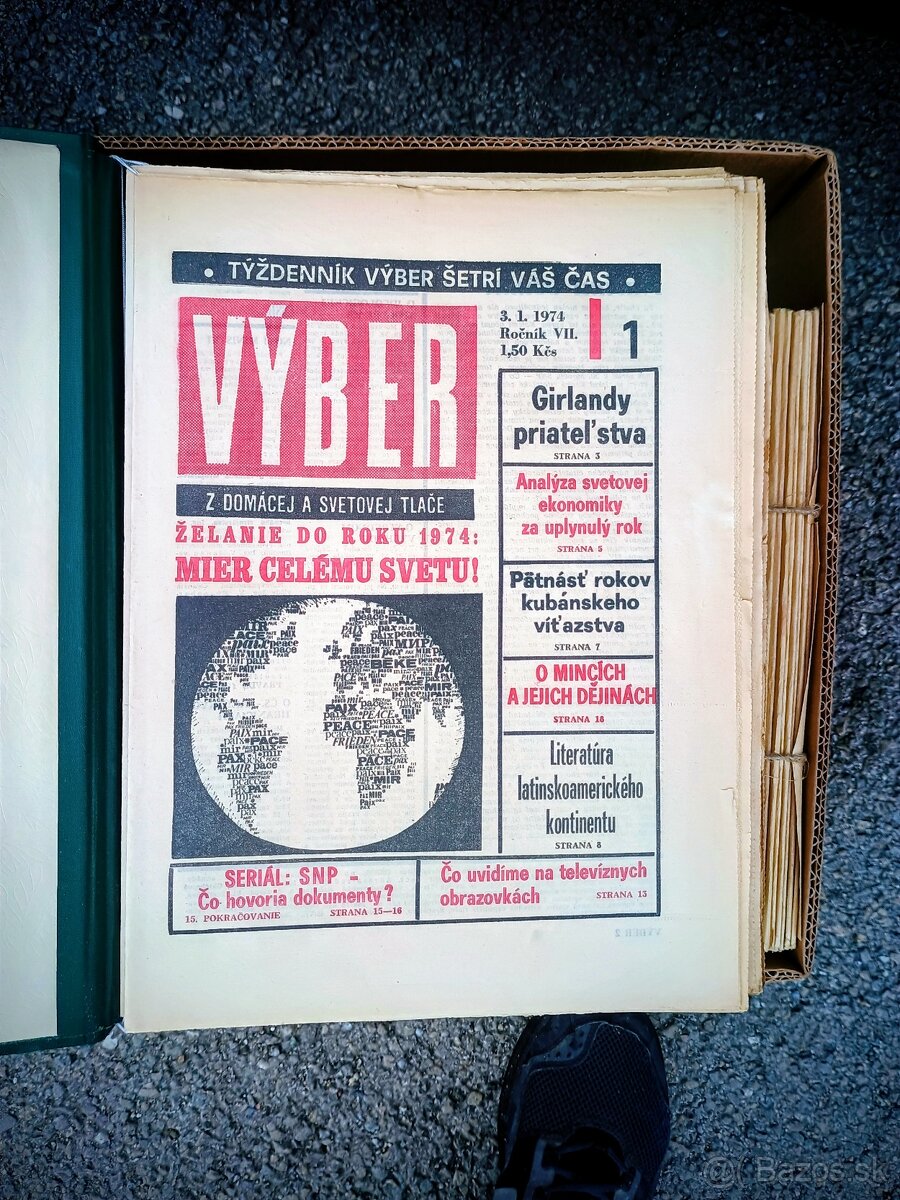 • TÝŽDENNÍK VÝBER ŠETRÍ VÁŠ ČAS •
VÝBER
Z DOMÁCEJ A SVETOVEJ TLAČE
3. 1. 1974
Ročník VII.
1,50 Kčs
1
ŽELANIE DO ROKU 1974:
MIER CELÉMU SVETU!
Girlandy
priateľstva
STRANA 3
Analýza svetovej
ekonomiky
za uplynulý rok
STRANA 5
Pätnásť rokov
kubánskeho
víťazstva
STRANA 7
O MINCÍCH
A JEJICH DĚJINÁCH
STRANA 18
Literatúra
latinskoamerického
kontinentu
STRANA 8
SERIÁL: SNP –
Čo hovoria dokumenty?
15. POKRAČOVANIE STRANA 15—16
Čo uvidíme na televíznych
obrazovkách STRANA 13
VÝBER 2
Bazos.sk